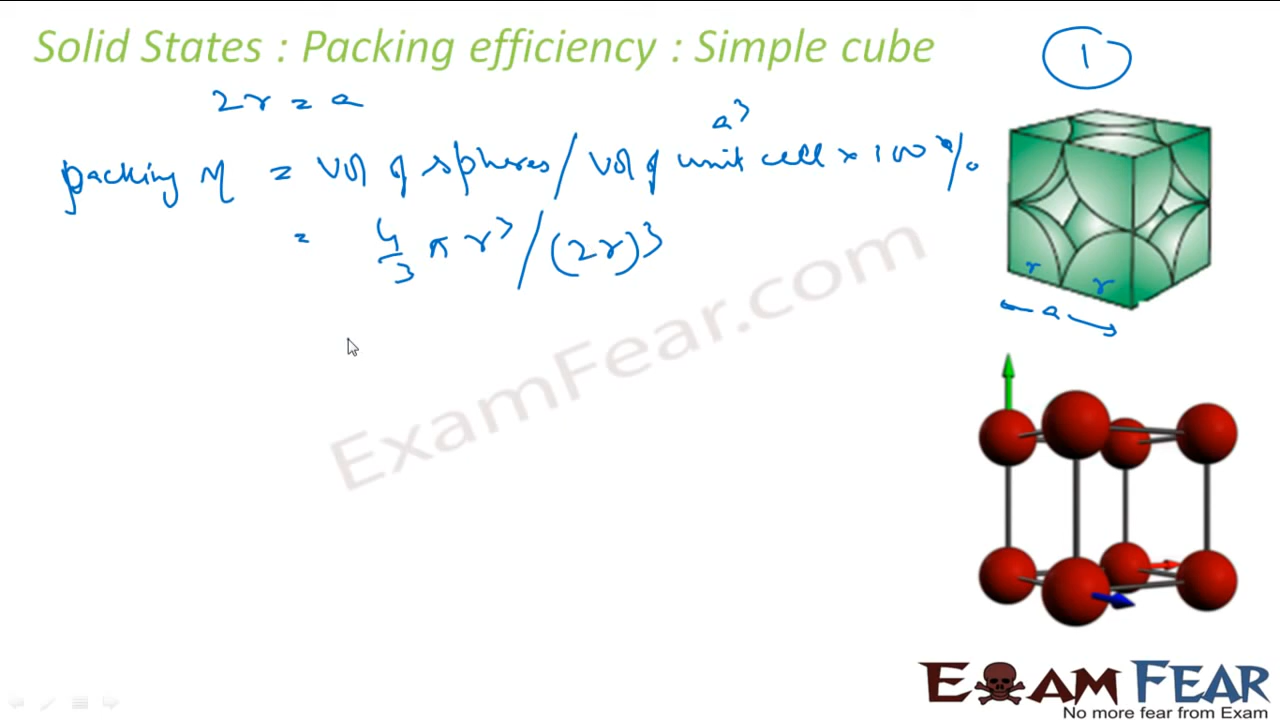 Solid States : Packing efficiency : Simple cube
1
2r = a
a³
packing η = vol of spheres / vol of unit cell × 100 %
= 4/3 π r³ / (2r)³
r r
a
ExamFear.com
EXAM FEAR
No more fear from Exam